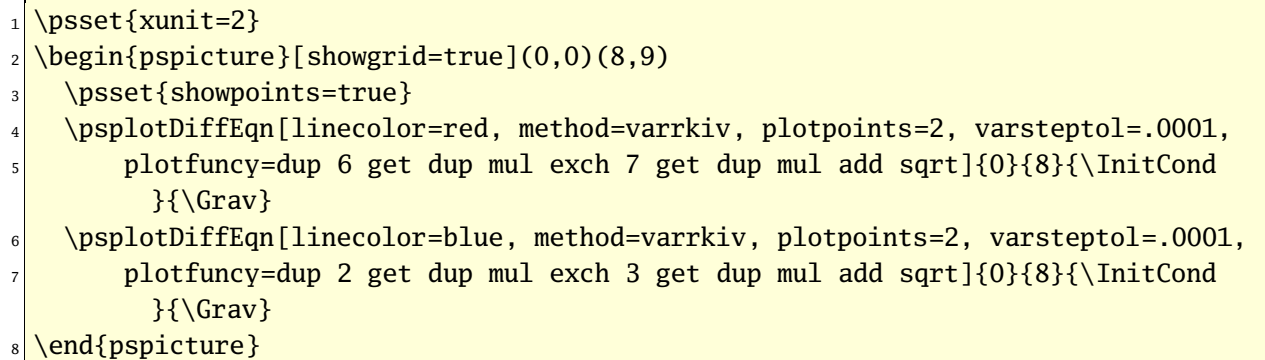 1 \psset{xunit=2}
2 \begin{pspicture}[showgrid=true](0,0)(8,9)
3 \psset{showpoints=true}
4 \psplotDiffEqn[linecolor=red, method=varrkiv, plotpoints=2, varsteptol=.0001,
5 plotfuncy=dup 6 get dup mul exch 7 get dup mul add sqrt]{0}{8}{\InitCond
}{\Grav}
6 \psplotDiffEqn[linecolor=blue, method=varrkiv, plotpoints=2, varsteptol=.0001,
7 plotfuncy=dup 2 get dup mul exch 3 get dup mul add sqrt]{0}{8}{\InitCond
}{\Grav}
8 \end{pspicture}